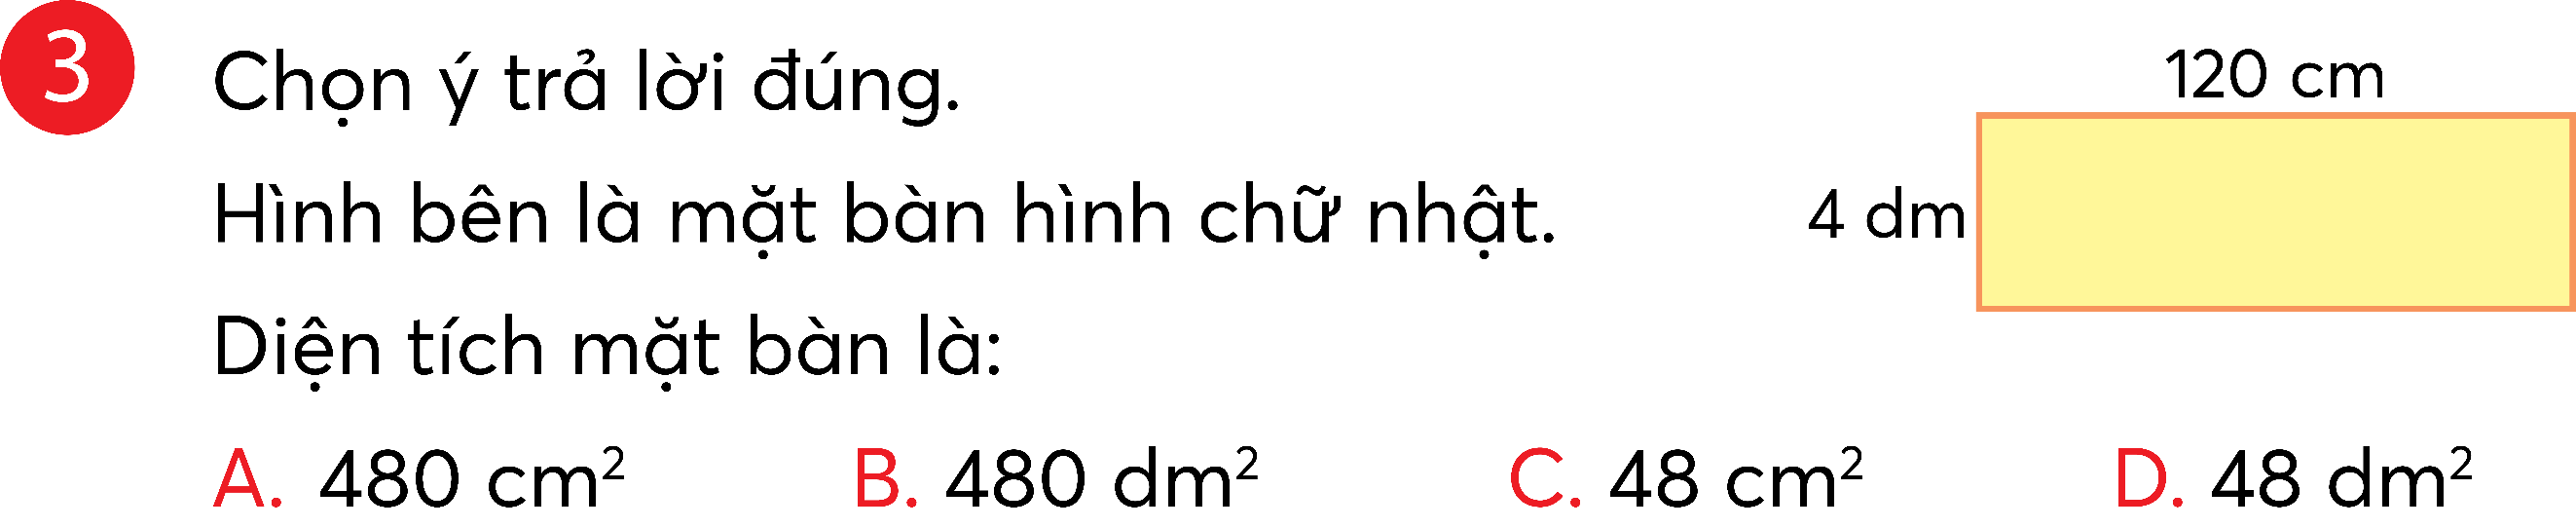 3 Chọn ý trả lời đúng.
120 cm
Hình bên là mặt bàn hình chữ nhật.
4 dm
Diện tích mặt bàn là:
A. 480 cm² B. 480 dm² C. 48 cm² D. 48 dm²